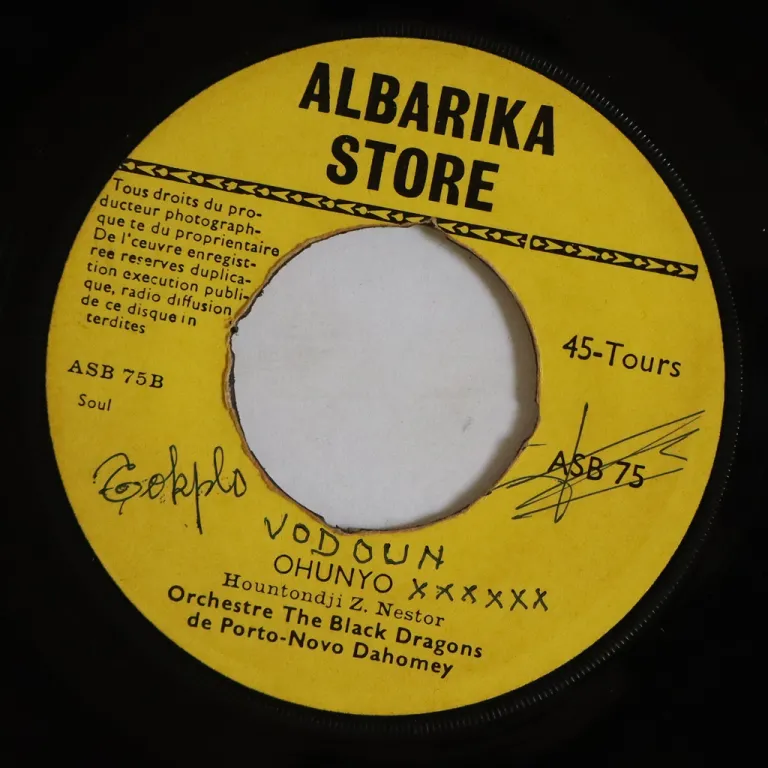 ALBARIKA
STORE
Tous droits du pro-
ducteur photograph-
que te du proprientaire
De l'œuvre enregist-
ree reserves duplica-
tion execution publi-
que, radio diffusion
de ce disque in
terdites
45-Tours
ASB 75B
Soul
ASB 75
Gokplo
VODOUN
OHUNYO xxxxxx
Hountondji Z. Nestor
Orchestre The Black Dragons
de Porto-Novo Dahomey